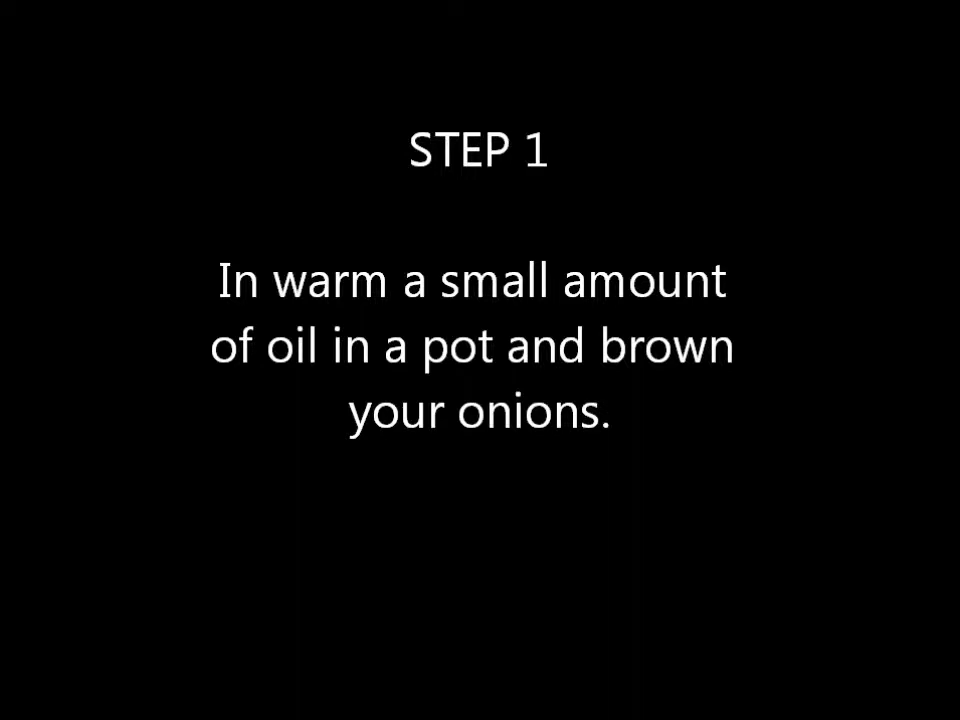 STEP 1
In warm a small amount
of oil in a pot and brown
your onions.